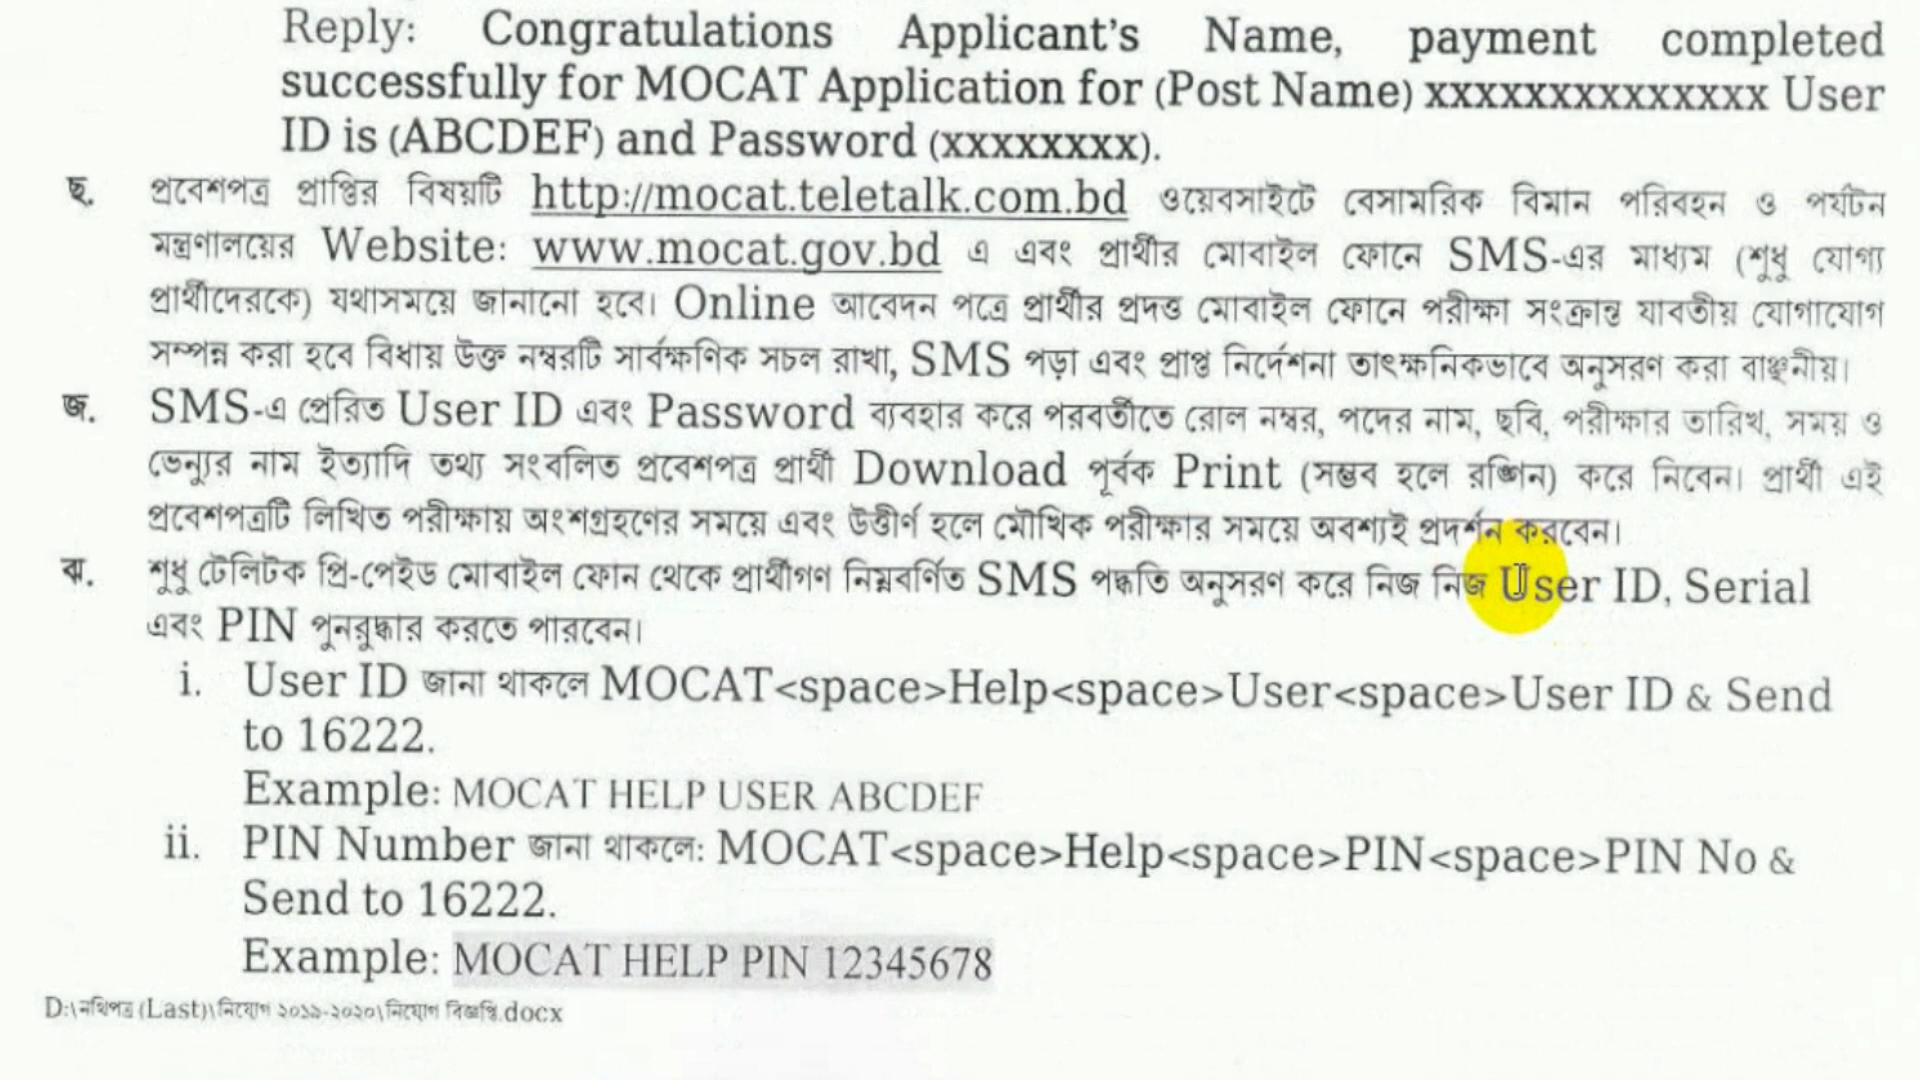 Reply: Congratulations Applicant's Name, payment completed
successfully for MOCAT Application for (Post Name) xxxxxxxxxxxxxx User
ID is (ABCDEF) and Password (xxxxxxxx).
ছ. প্রবেশপত্র প্রাপ্তির বিষয়টি http://mocat.teletalk.com.bd ওয়েবসাইটে বেসামরিক বিমান পরিবহন ও পর্যটন
মন্ত্রণালয়ের Website: www.mocat.gov.bd এ এবং প্রার্থীর মোবাইল ফোনে SMS-এর মাধ্যম (শুধু যোগ্য
প্রার্থীদেরকে) যথাসময়ে জানানো হবে। Online আবেদন পত্রে প্রার্থীর প্রদত্ত মোবাইল ফোনে পরীক্ষা সংক্রান্ত যাবতীয় যোগাযোগ
সম্পন্ন করা হবে বিধায় উক্ত নম্বরটি সার্বক্ষণিক সচল রাখা, SMS পড়া এবং প্রাপ্ত নির্দেশনা তাৎক্ষনিকভাবে অনুসরণ করা বাঞ্ছনীয়।
জ. SMS-এ প্রেরিত User ID এবং Password ব্যবহার করে পরবর্তীতে রোল নম্বর, পদের নাম, ছবি, পরীক্ষার তারিখ, সময় ও
ভেন্যুর নাম ইত্যাদি তথ্য সংবলিত প্রবেশপত্র প্রার্থী Download পূর্বক Print (সম্ভব হলে রঙ্গিন) করে নিবেন। প্রার্থী এই
প্রবেশপত্রটি লিখিত পরীক্ষায় অংশগ্রহণের সময়ে এবং উত্তীর্ণ হলে মৌখিক পরীক্ষার সময়ে অবশ্যই প্রদর্শন করবেন।
ঝ. শুধু টেলিটক প্রি-পেইড মোবাইল ফোন থেকে প্রার্থীগণ নিম্নবর্ণিত SMS পদ্ধতি অনুসরণ করে নিজ নিজ User ID, Serial
এবং PIN পুনরুদ্ধার করতে পারবেন।
i. User ID জানা থাকলে MOCAT<space>Help<space>User<space>User ID & Send
to 16222.
Example: MOCAT HELP USER ABCDEF
ii. PIN Number জানা থাকলে: MOCAT<space>Help<space>PIN<space>PIN No &
Send to 16222.
Example: MOCAT HELP PIN 12345678
D:\নথিপত্র (Last)\নিয়োগ ২০১৯-২০২০\নিয়োগ বিজ্ঞপ্তি.docx